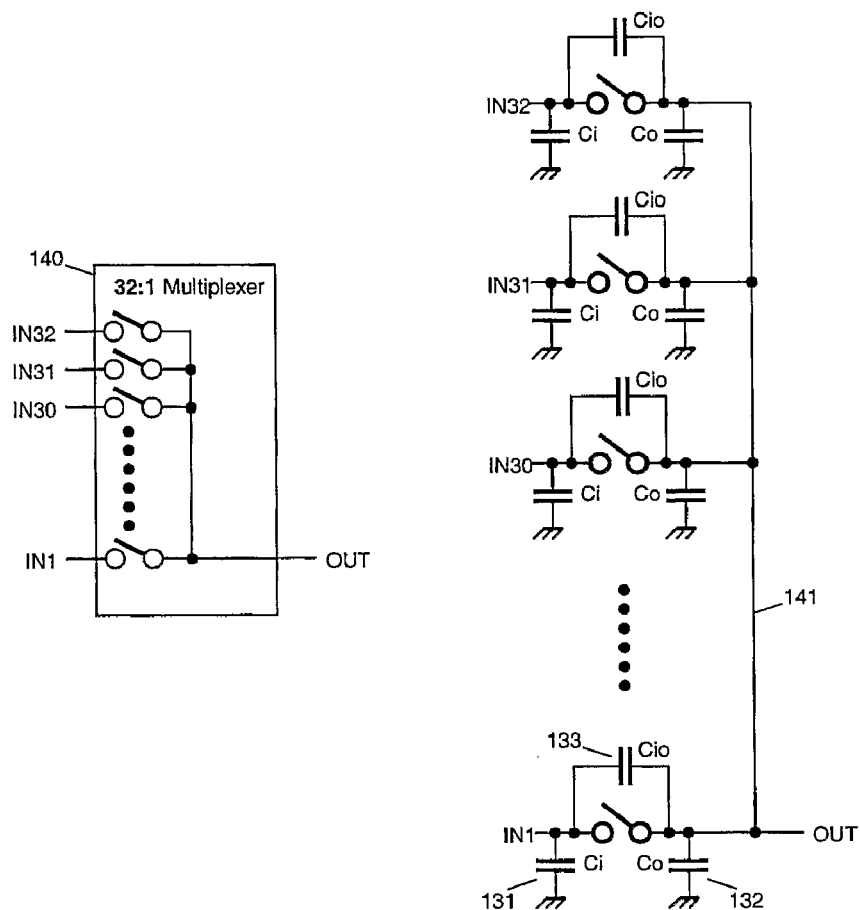 140
32:1 Multiplexer
IN32
IN31
IN30
IN1
OUT
Cio
IN32
Ci
Co
Cio
IN31
Ci
Co
Cio
IN30
Ci
Co
141
133
Cio
IN1
OUT
Ci
Co
131
132